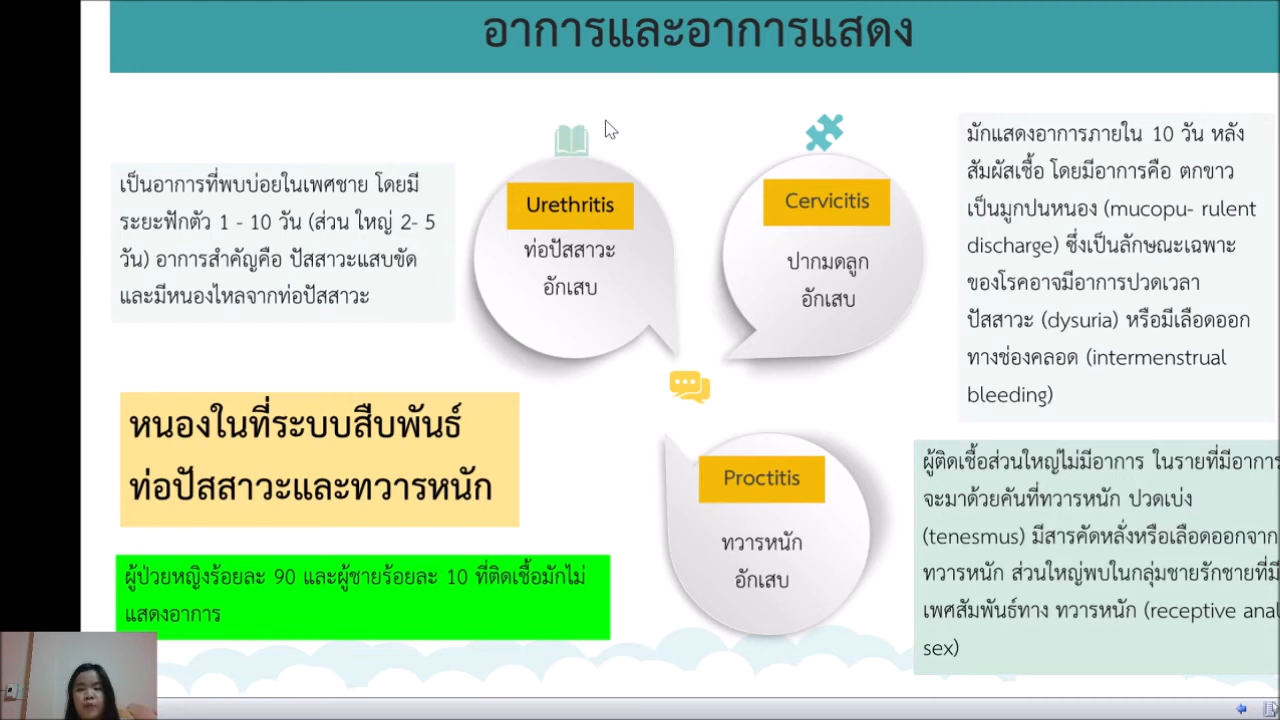 อาการและอาการแสดง
เป็นอาการที่พบบ่อยในเพศชาย โดยมี
ระยะฟักตัว 1 - 10 วัน (ส่วน ใหญ่ 2- 5
วัน) อาการสำคัญคือ ปัสสาวะแสบขัด
และมีหนองไหลจากท่อปัสสาวะ
Urethritis
ท่อปัสสาวะ
อักเสบ
Cervicitis
ปากมดลูก
อักเสบ
มักแสดงอาการภายใน 10 วัน หลัง
สัมผัสเชื้อ โดยมีอาการคือ ตกขาว
เป็นมูกปนหนอง (mucopu- rulent
discharge) ซึ่งเป็นลักษณะเฉพาะ
ของโรคอาจมีอาการปวดเวลา
ปัสสาวะ (dysuria) หรือมีเลือดออก
ทางช่องคลอด (intermenstrual
bleeding)
หนองในที่ระบบสืบพันธ์
ท่อปัสสาวะและทวารหนัก
ผู้ป่วยหญิงร้อยละ 90 และผู้ชายร้อยละ 10 ที่ติดเชื้อมักไม่
แสดงอาการ
Proctitis
ทวารหนัก
อักเสบ
ผู้ติดเชื้อส่วนใหญ่ไม่มีอาการ ในรายที่มีอาการ
จะมาด้วยคันที่ทวารหนัก ปวดเบ่ง
(tenesmus) มีสารคัดหลั่งหรือเลือดออกจาก
ทวารหนัก ส่วนใหญ่พบในกลุ่มชายรักชายที่มี
เพศสัมพันธ์ทาง ทวารหนัก (receptive anal
sex)